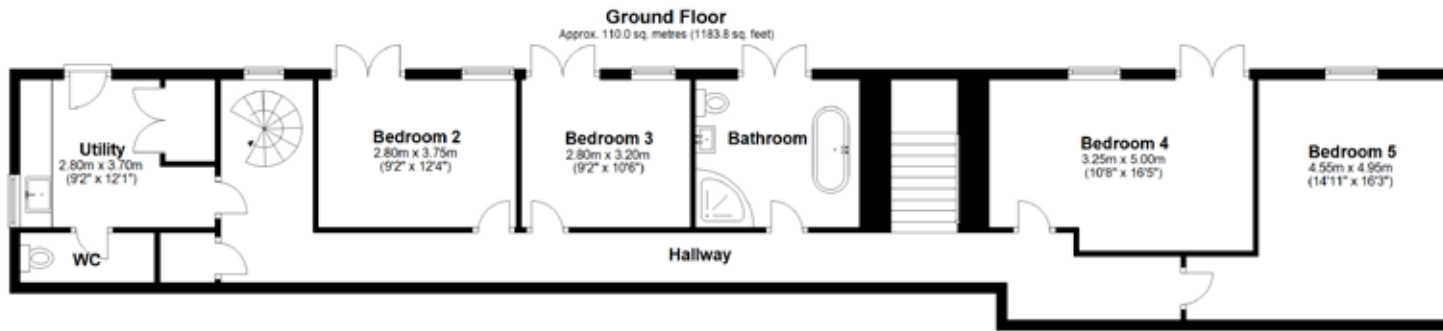 Ground Floor
Approx. 110.0 sq. metres (1183.8 sq. feet)
Utility
2.80m x 3.70m
(9'2" x 12'1")
Bedroom 2
2.80m x 3.75m
(9'2" x 12'4")
Bedroom 3
2.80m x 3.20m
(9'2" x 10'6")
Bathroom
Bedroom 4
3.25m x 5.00m
(10'8" x 16'5")
Bedroom 5
4.55m x 4.95m
(14'11" x 16'3")
WC
Hallway